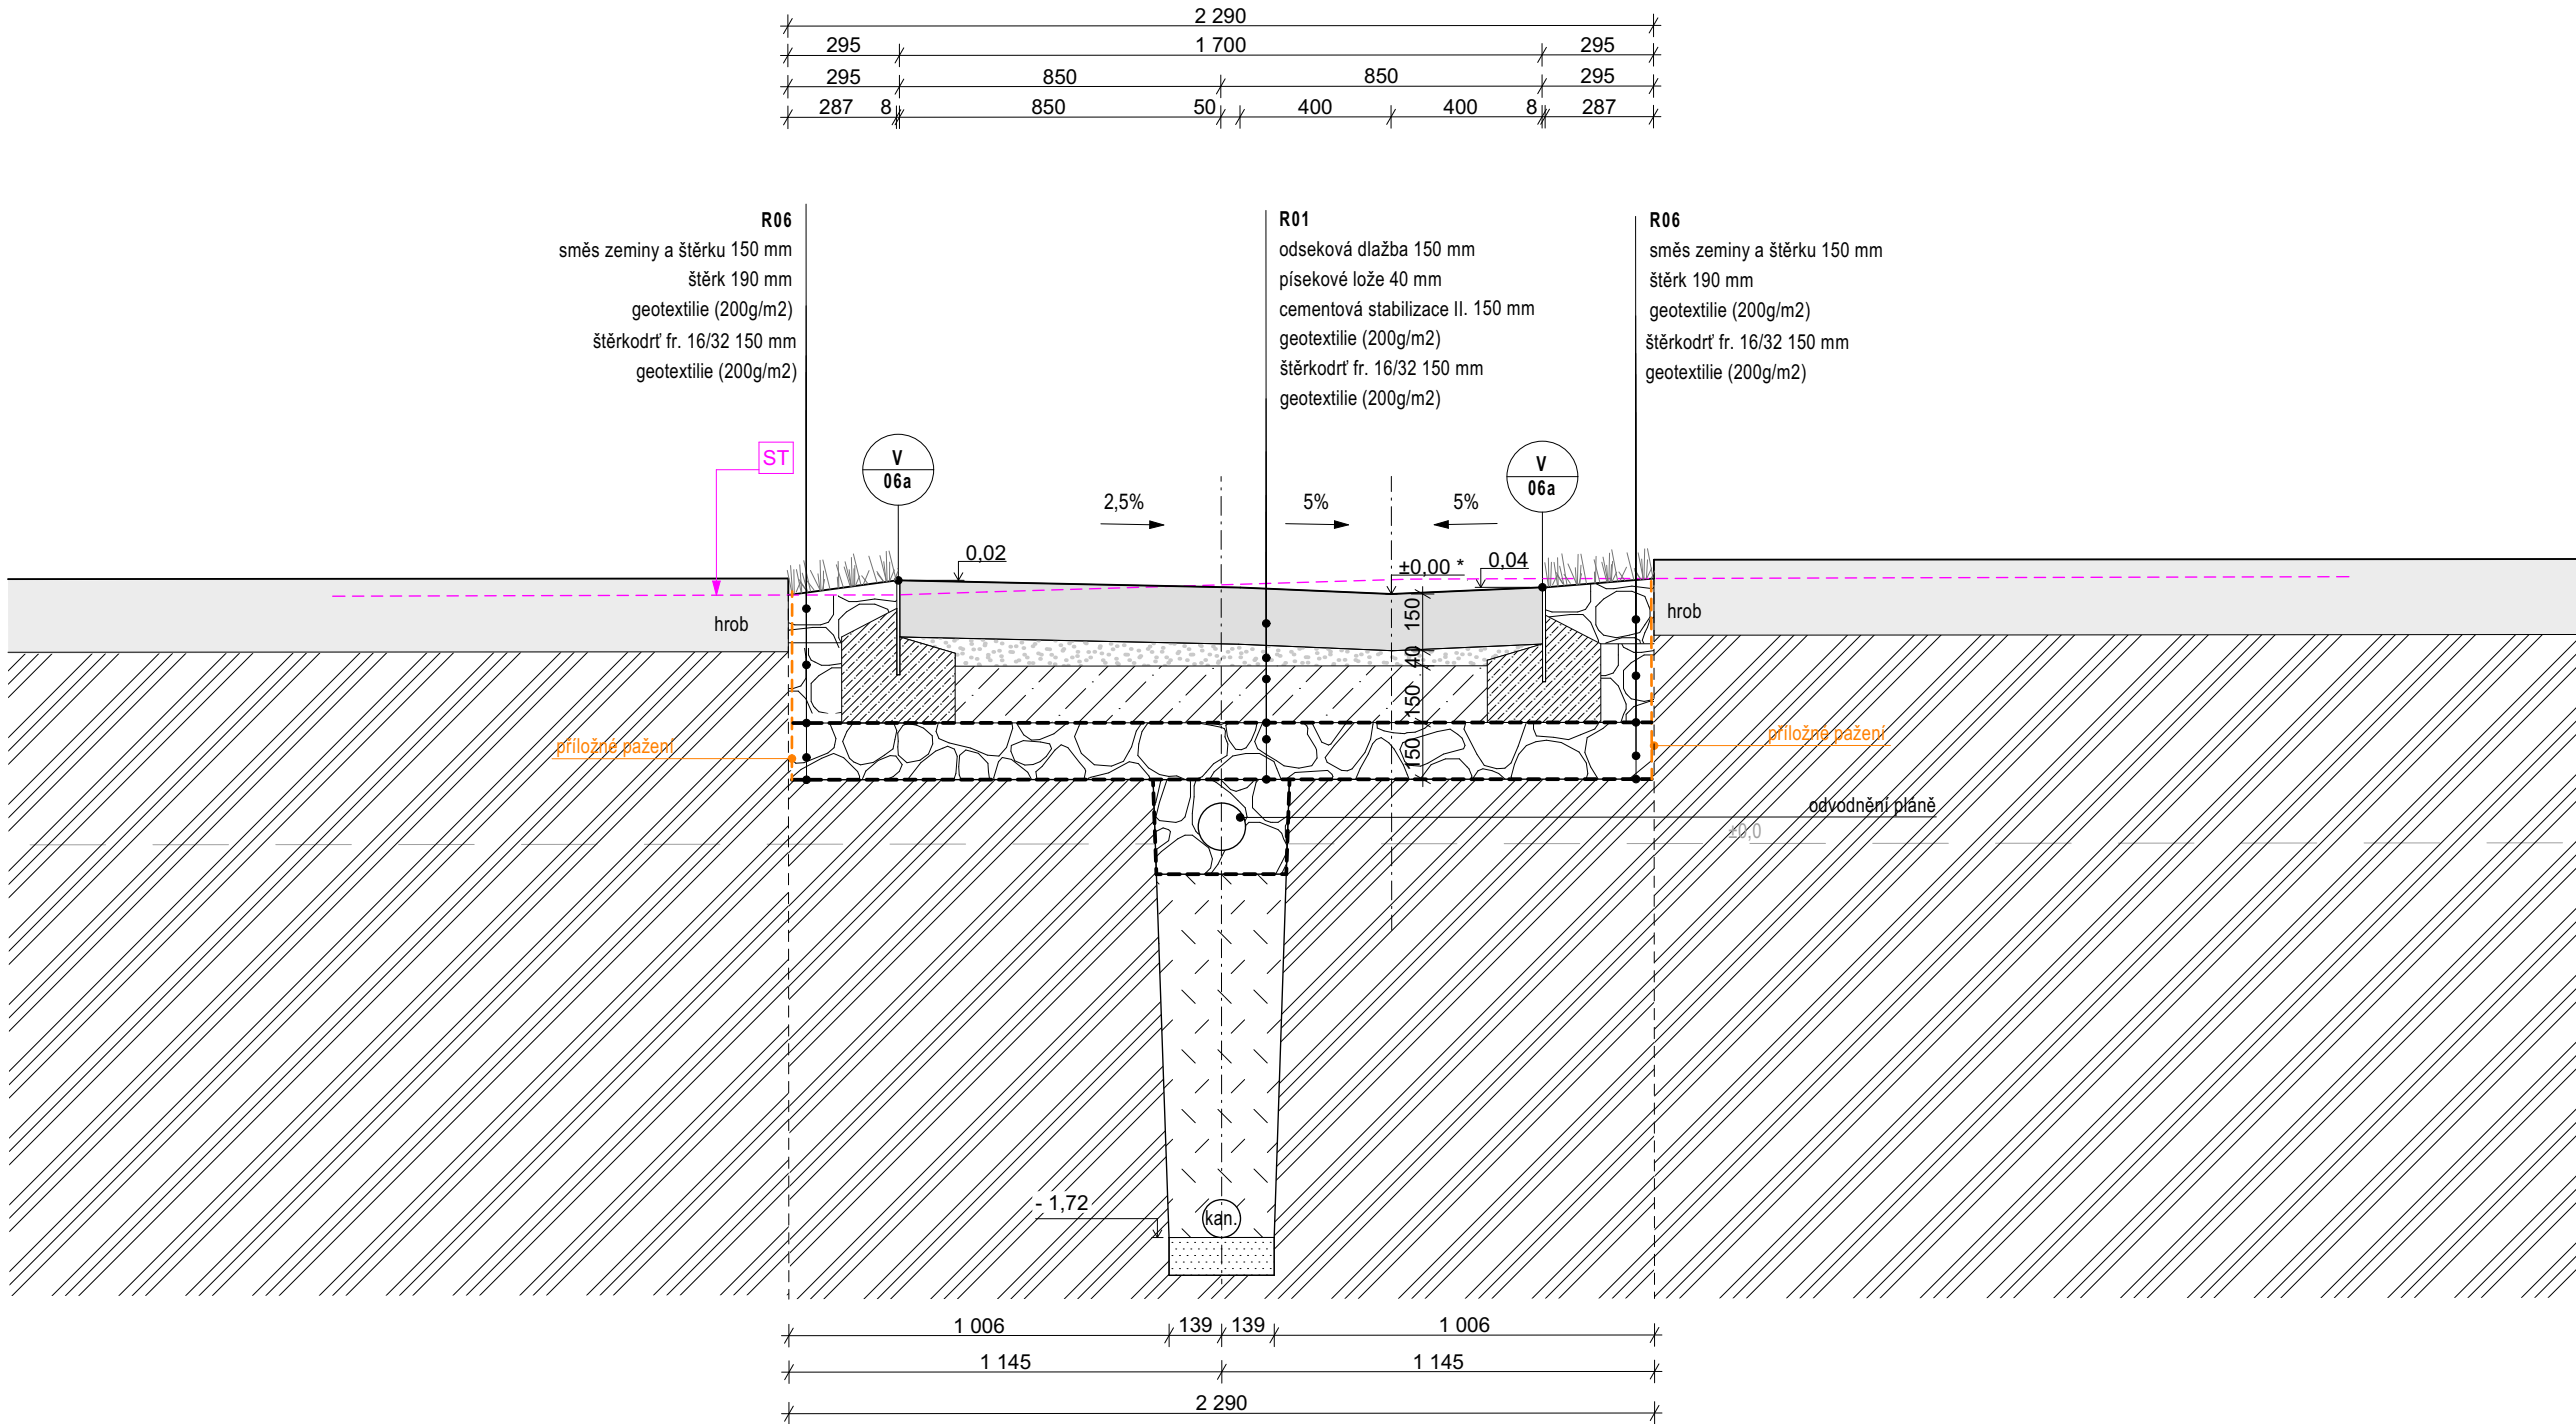 2 290
295 1 700 295
295 850 850 295
287 8 850 50 400 400 8 287
R06
směs zeminy a štěrku 150 mm
štěrk 190 mm
geotextilie (200g/m2)
štěrkodrť fr. 16/32 150 mm
geotextilie (200g/m2)
R01
odseková dlažba 150 mm
písekové lože 40 mm
cementová stabilizace II. 150 mm
geotextilie (200g/m2)
štěrkodrť fr. 16/32 150 mm
geotextilie (200g/m2)
R06
směs zeminy a štěrku 150 mm
štěrk 190 mm
geotextilie (200g/m2)
štěrkodrť fr. 16/32 150 mm
geotextilie (200g/m2)
ST
V
06a
V
06a
2,5% 5% 5%
0,02
±0,00 *
0,04
hrob
hrob
150
40
150
150
příložné pažení
příložné pažení
odvodnění pláně
±0,0
- 1,72
kan.
1 006 139 139 1 006
1 145 1 145
2 290